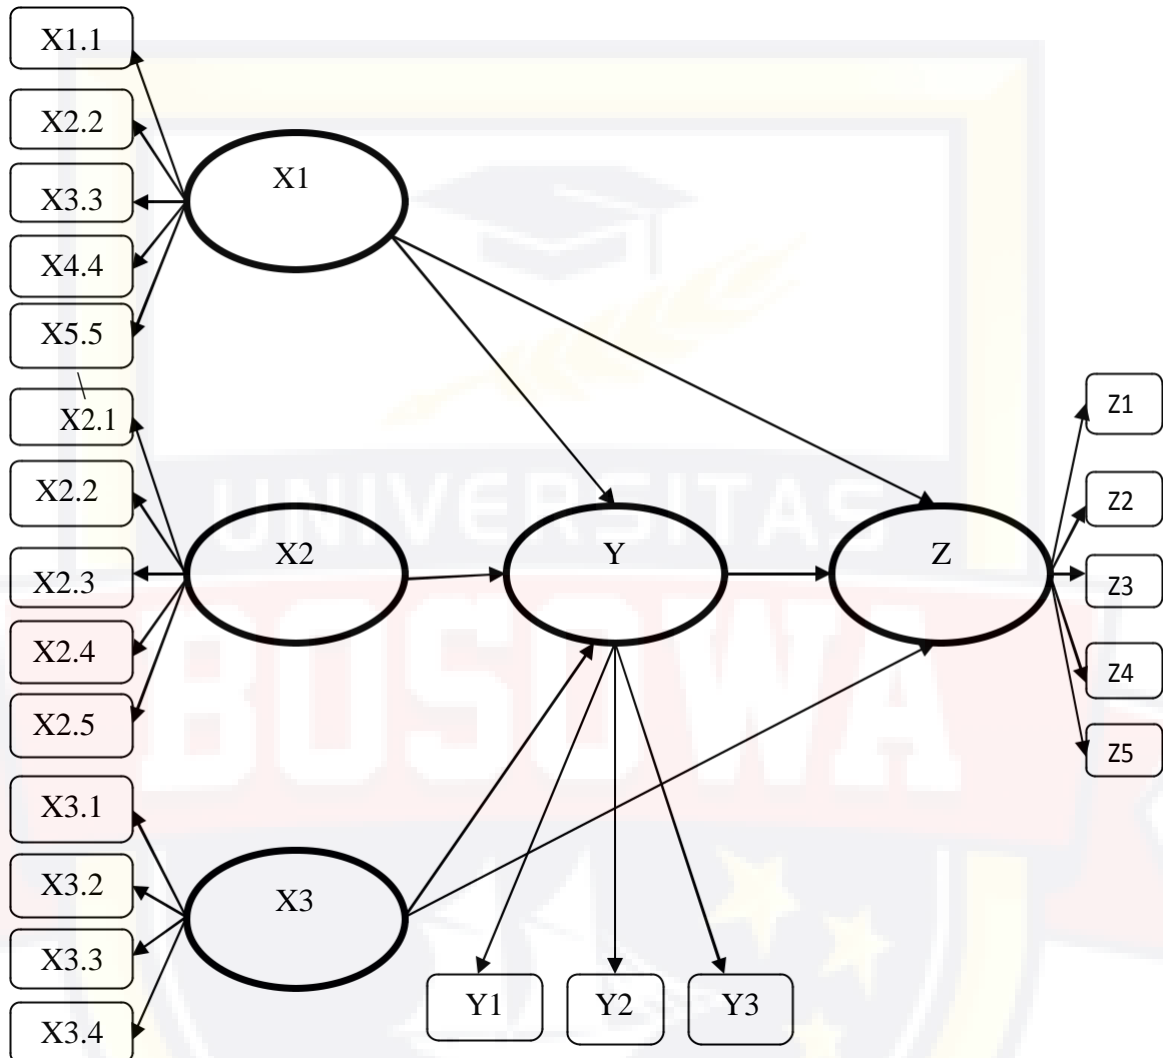 X1.1
X2.2
X3.3
X4.4
X5.5
X1
X2.1
X2.2
X2.3
X2.4
X2.5
X2
Y
Z
Z1
Z2
Z3
Z4
Z5
X3.1
X3.2
X3.3
X3.4
X3
Y1
Y2
Y3
UNIVERSITAS
BOSOWA